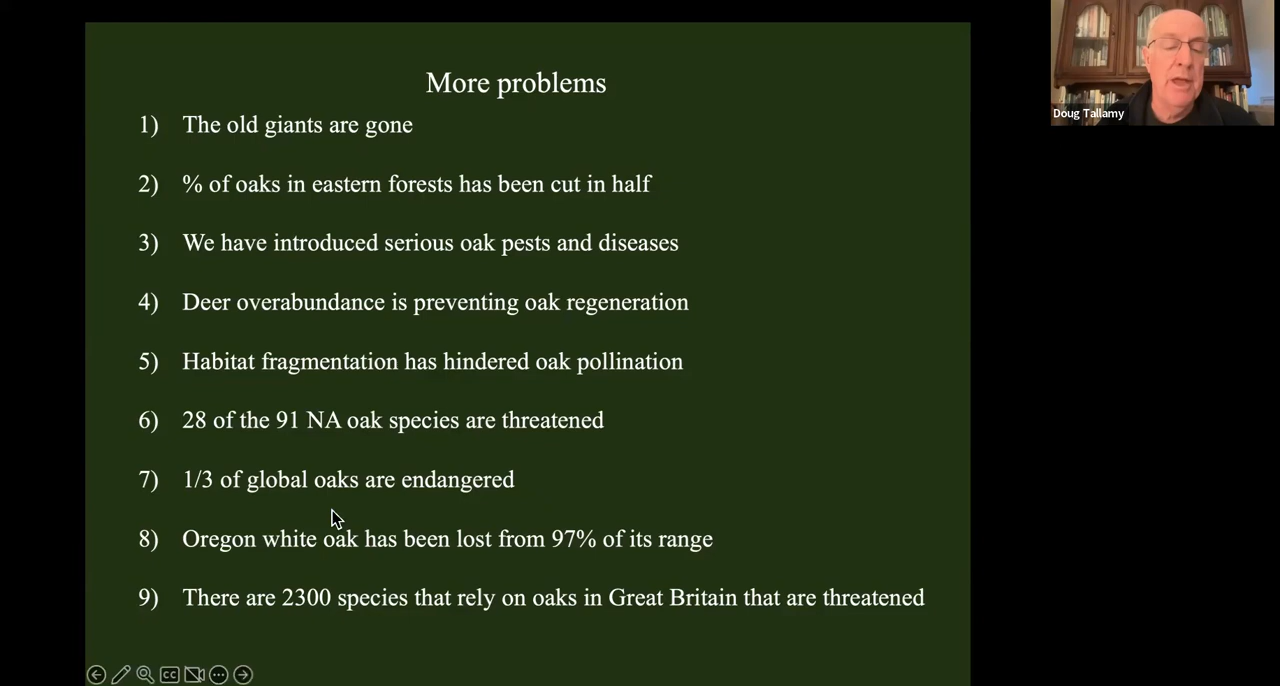 More problems
1) The old giants are gone
2) % of oaks in eastern forests has been cut in half
3) We have introduced serious oak pests and diseases
4) Deer overabundance is preventing oak regeneration
5) Habitat fragmentation has hindered oak pollination
6) 28 of the 91 NA oak species are threatened
7) 1/3 of global oaks are endangered
8) Oregon white oak has been lost from 97% of its range
9) There are 2300 species that rely on oaks in Great Britain that are threatened
CC
Doug Tallamy